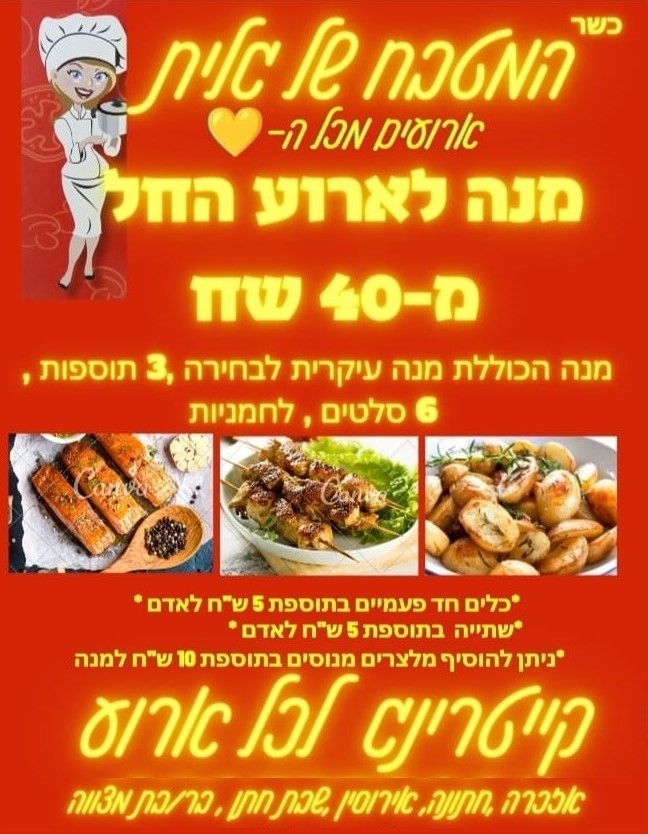 כשר
המטבח של גלית
ארועים מכל ה-💛
מנה לארוע החל
מ-40 שח
מנה הכוללת מנה עיקרית לבחירה ,3 תוספות ,
6 סלטים , לחמניות
Canva
Canva
*כלים חד פעמיים בתוספת 5 ש"ח לאדם *
*שתייה בתוספת 5 ש"ח לאדם *
*ניתן להוסיף מלצרים מנוסים בתוספת 10 ש"ח למנה
קייטרינג לכל ארוע
אזכרה ,חתונה, אירוסין ,שבת חתן , בר/בת מצווה